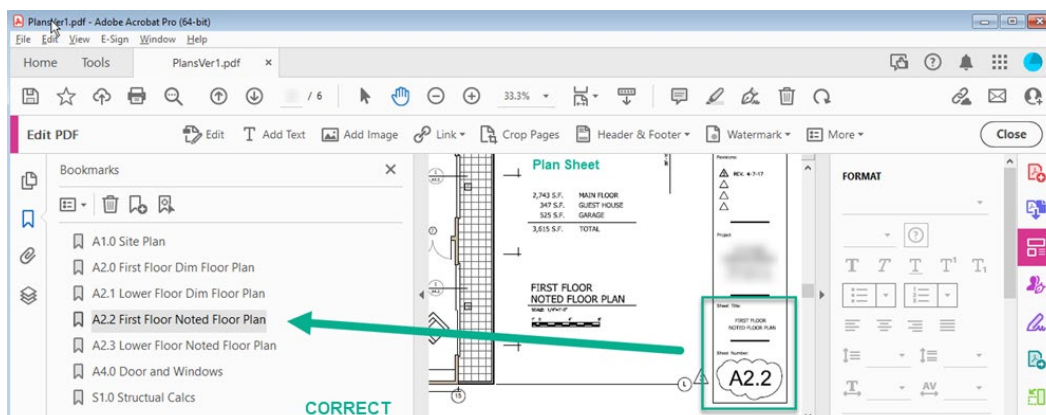 PlansVer1.pdf - Adobe Acrobat Pro (64-bit)
File Edit View E-Sign Window Help
Home Tools PlansVer1.pdf ×
/ 6 33.3%
Edit PDF Edit Add Text Add Image Link Crop Pages Header & Footer Watermark More Close
Bookmarks
A1.0 Site Plan
A2.0 First Floor Dim Floor Plan
A2.1 Lower Floor Dim Floor Plan
A2.2 First Floor Noted Floor Plan
A2.3 Lower Floor Noted Floor Plan
A4.0 Door and Windows
S1.0 Structual Calcs
CORRECT
Plan Sheet
2,743 S.F. MAIN FLOOR
347 S.F. GUEST HOUSE
525 S.F. GARAGE
3,615 S.F. TOTAL
FIRST FLOOR
NOTED FLOOR PLAN
Revisions:
REV. 4-7-17
Project
Sheet Title:
FIRST FLOOR
NOTED FLOOR PLAN
Sheet Number:
A2.2
L
15
FORMAT